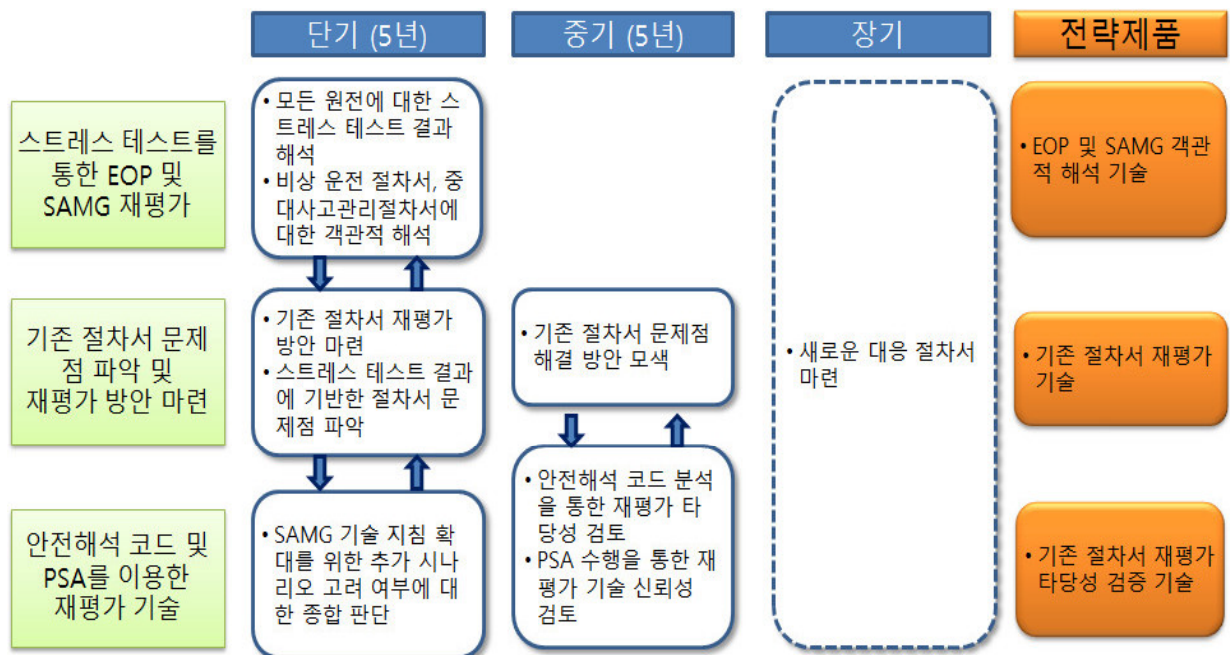 단기 (5년)
중기 (5년)
장기
전략제품
스트레스 테스트를
통한 EOP 및
SAMG 재평가
• 모든 원전에 대한 스
트레스 테스트 결과
해석
• 비상 운전 절차서, 중
대사고관리절차서에
대한 객관적 해석
• EOP 및 SAMG 객관
적 해석 기술
기존 절차서 문제
점 파악 및
재평가 방안 마련
• 기존 절차서 재평가
방안 마련
• 스트레스 테스트 결과
에 기반한 절차서 문
제점 파악
• 기존 절차서 문제점
해결 방안 모색
• 새로운 대응 절차서
마련
• 기존 절차서 재평가
기술
안전해석 코드 및
PSA를 이용한
재평가 기술
• SAMG 기술 지침 확
대를 위한 추가 시나
리오 고려 여부에 대
한 종합 판단
• 안전해석 코드 분석
을 통한 재평가 타
당성 검토
• PSA 수행을 통한 재
평가 기술 신뢰성
검토
• 기존 절차서 재평가
타당성 검증 기술